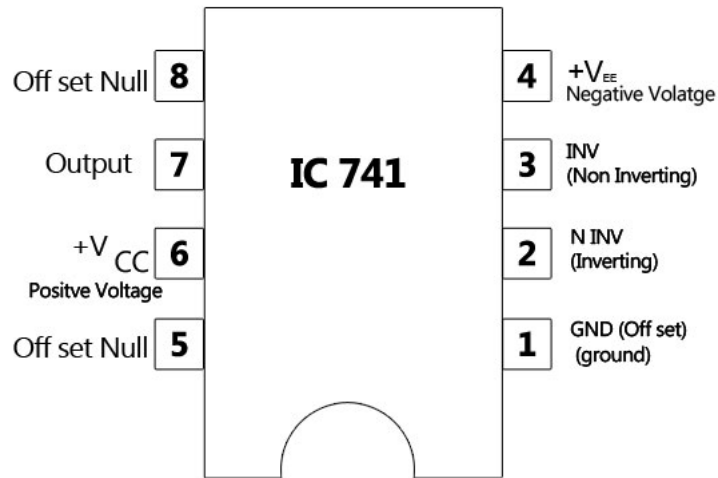 Off set Null 8
Output 7
+V CC 6
Positve Voltage
Off set Null 5
IC 741
4 +VEE
Negative Volatge
3 INV
(Non Inverting)
2 N INV
(Inverting)
1 GND (Off set)
(ground)